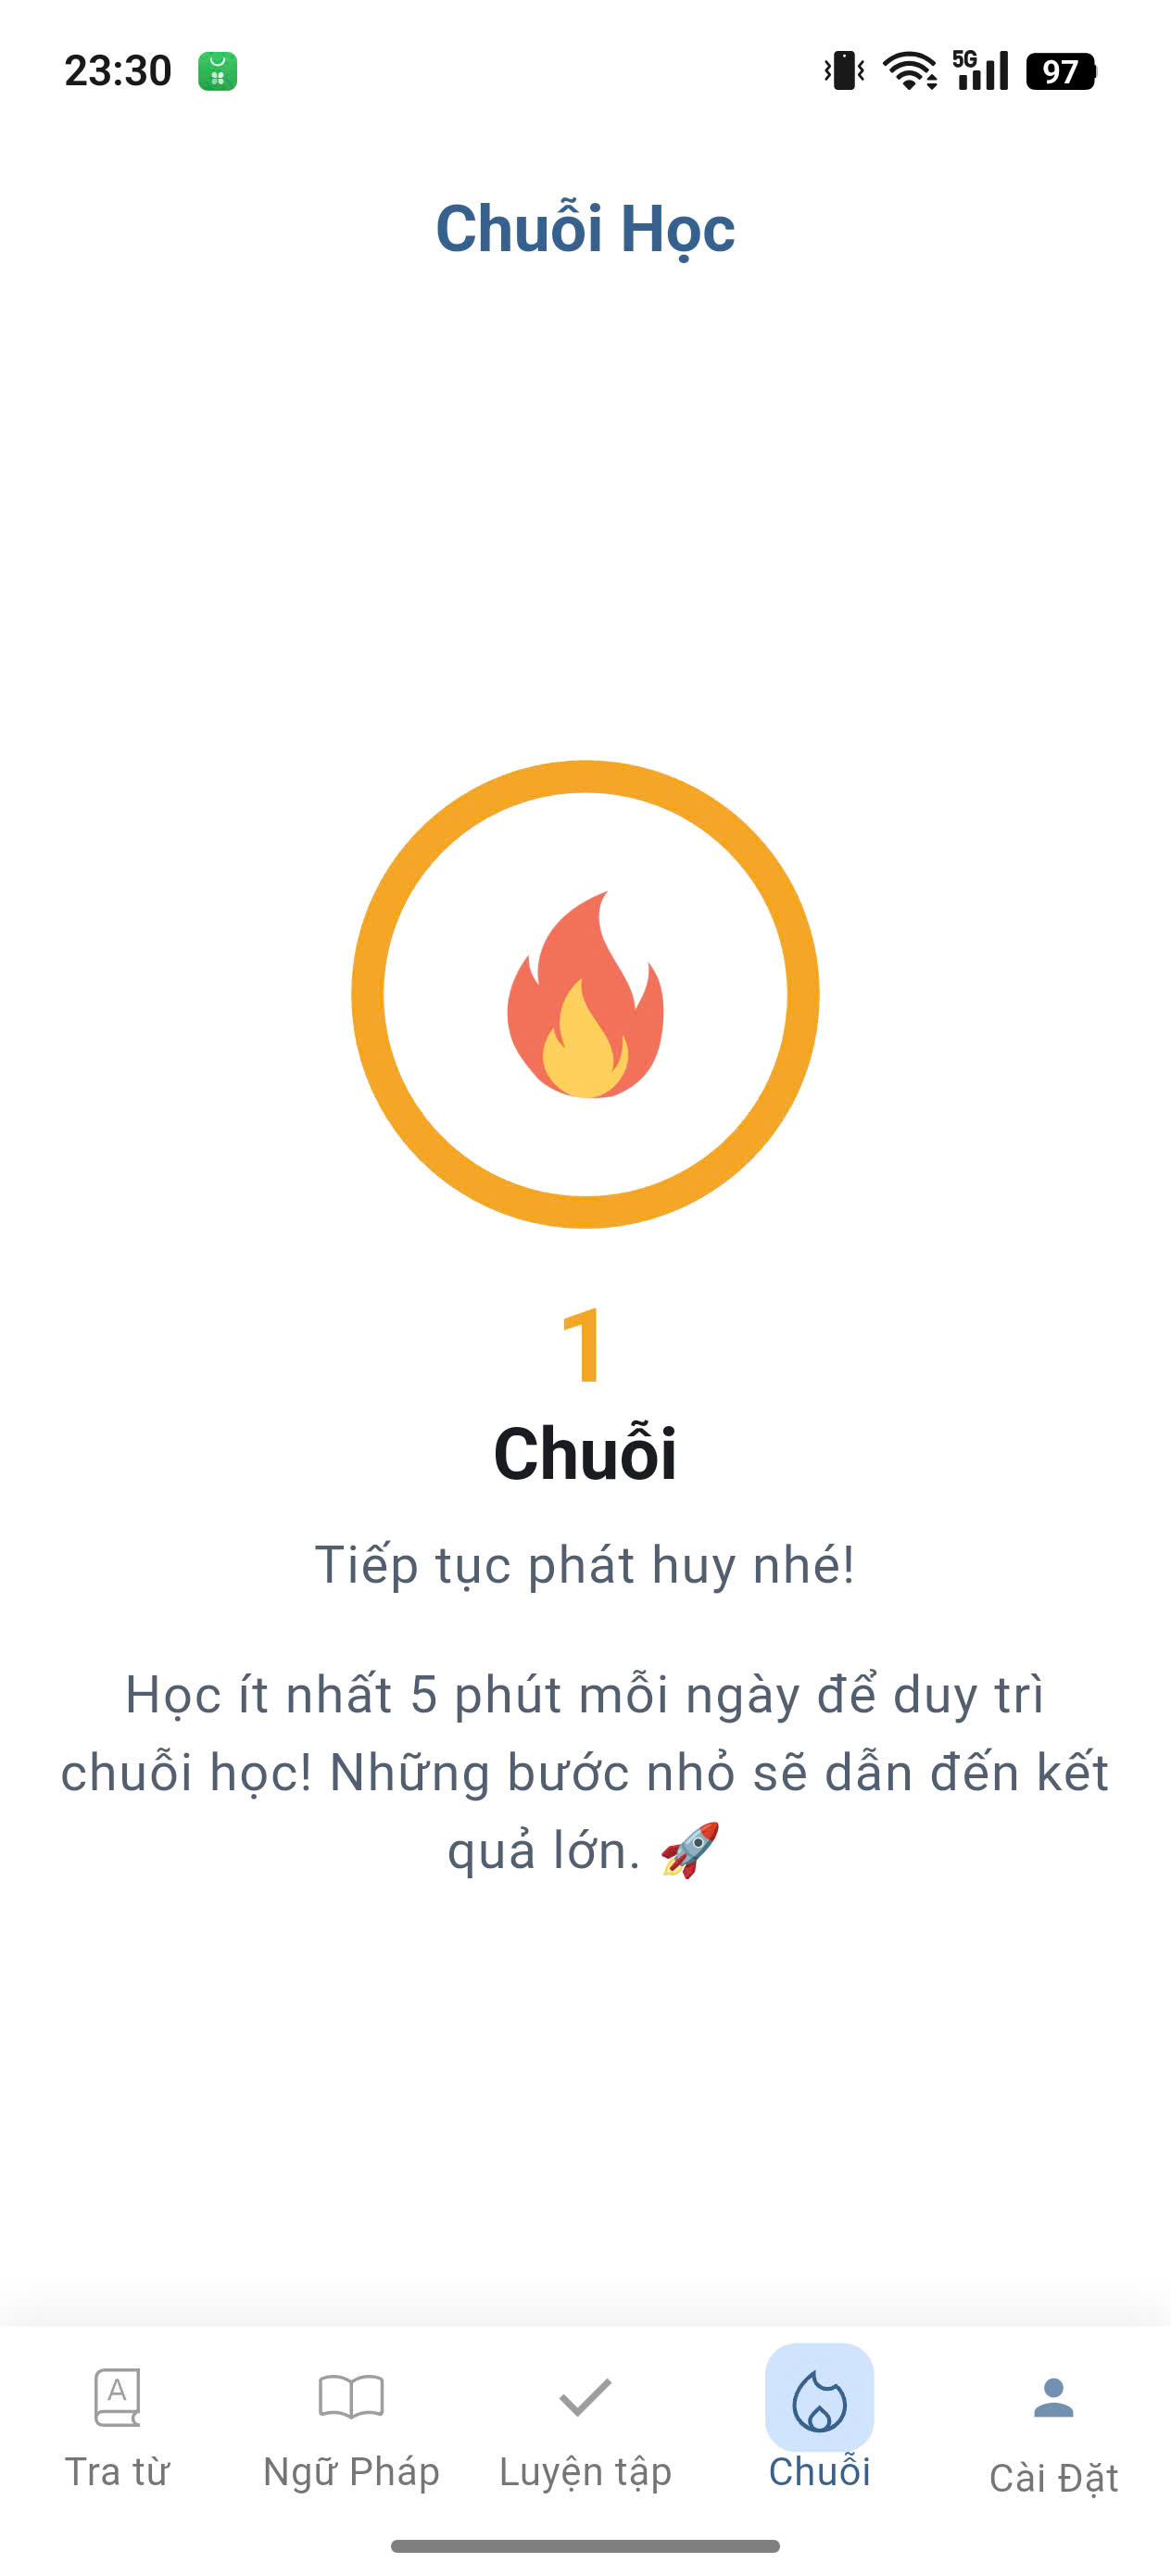 23:30
5G
97
Chuỗi Học
1
Chuỗi
Tiếp tục phát huy nhé!
Học ít nhất 5 phút mỗi ngày để duy trì
chuỗi học! Những bước nhỏ sẽ dẫn đến kết
quả lớn. 🚀
A
Tra từ
Ngữ Pháp
Luyện tập
Chuỗi
Cài Đặt